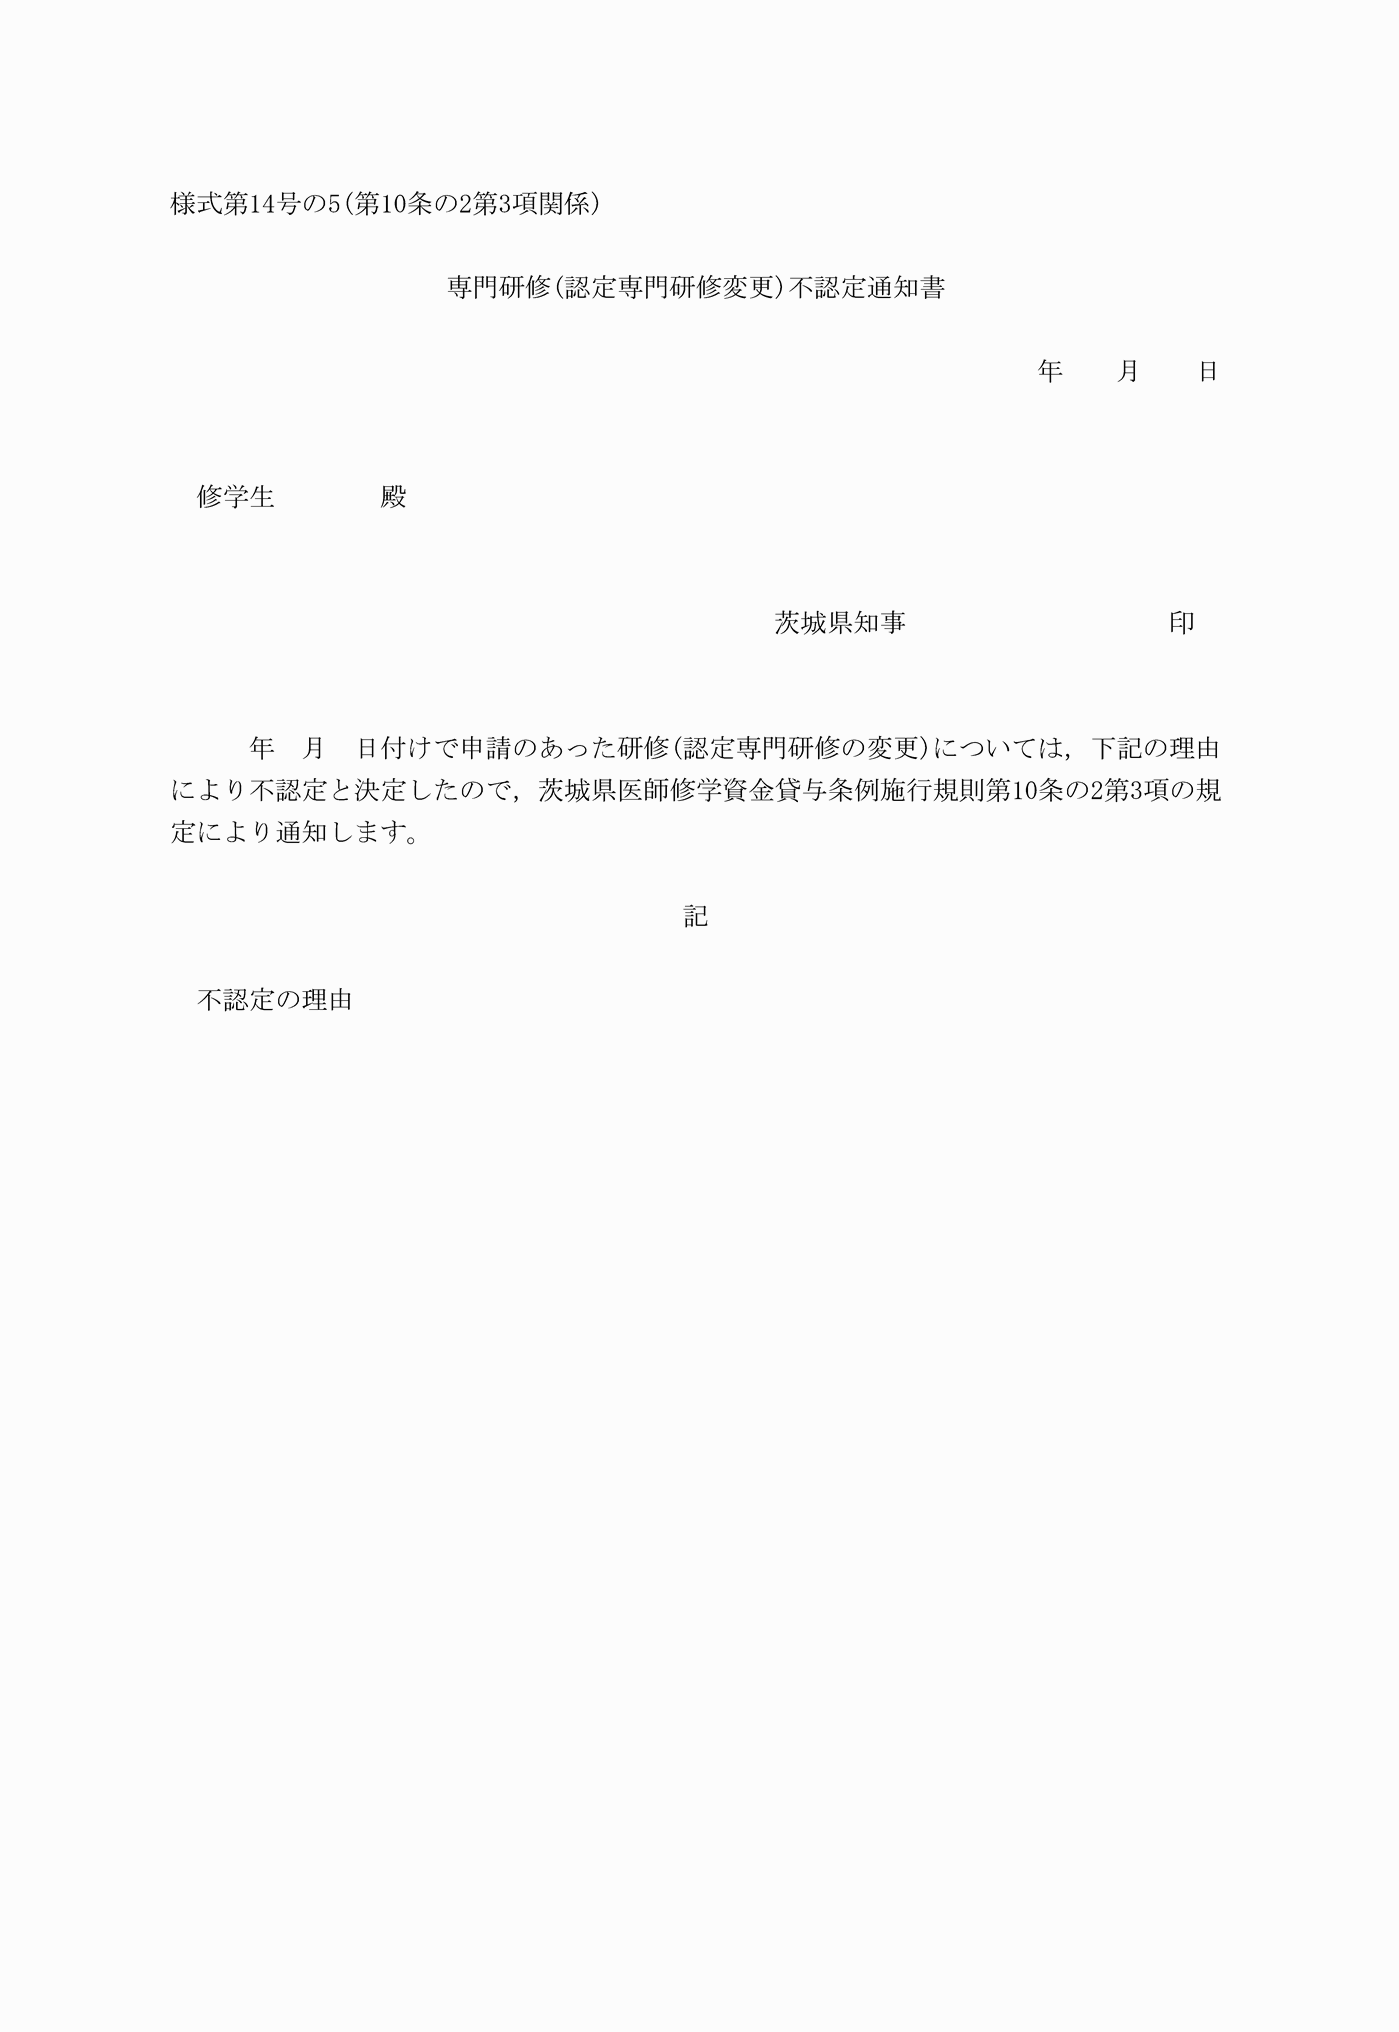 様式第14号の5(第10条の2第3項関係)
専門研修(認定専門研修変更)不認定通知書
年　　月　　日
修学生　　　　殿
茨城県知事　　　　　　　　　　印
年　月　日付けで申請のあった研修(認定専門研修の変更)については，下記の理由
により不認定と決定したので，茨城県医師修学資金貸与条例施行規則第10条の2第3項の規
定により通知します。
記
不認定の理由